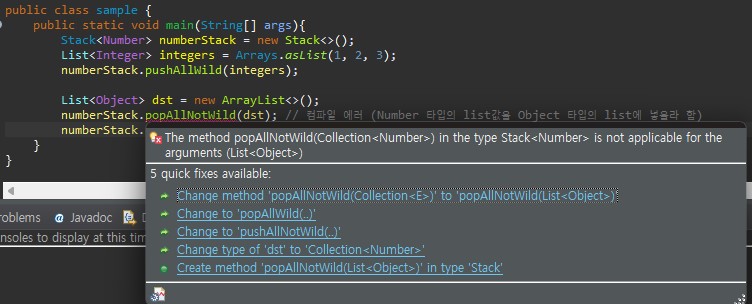 public class sample {
public static void main(String[] args){
Stack<Number> numberStack = new Stack<>();
List<Integer> integers = Arrays.asList(1, 2, 3);
numberStack.pushAllWild(integers);
List<Object> dst = new ArrayList<>();
numberStack.popAllNotWild(dst); // 컴파일 에러 (Number 타입의 list값을 Object 타입의 list에 넣을라 함)
numberStack.
The method popAllNotWild(Collection<Number>) in the type Stack<Number> is not applicable for the
arguments (List<Object>)
}
}
5 quick fixes available:
Change method 'popAllNotWild(Collection<E>)' to 'popAllNotWild(List<Object>)'
Change to 'popAllWild(..)'
roblems @ Javadoc
Change to 'pushAllWild(..)'
nsoles to display at this tim
Change type of 'dst' to 'Collection<Number>'
Create method 'popAllNotWild(List<Object>)' in type 'Stack'